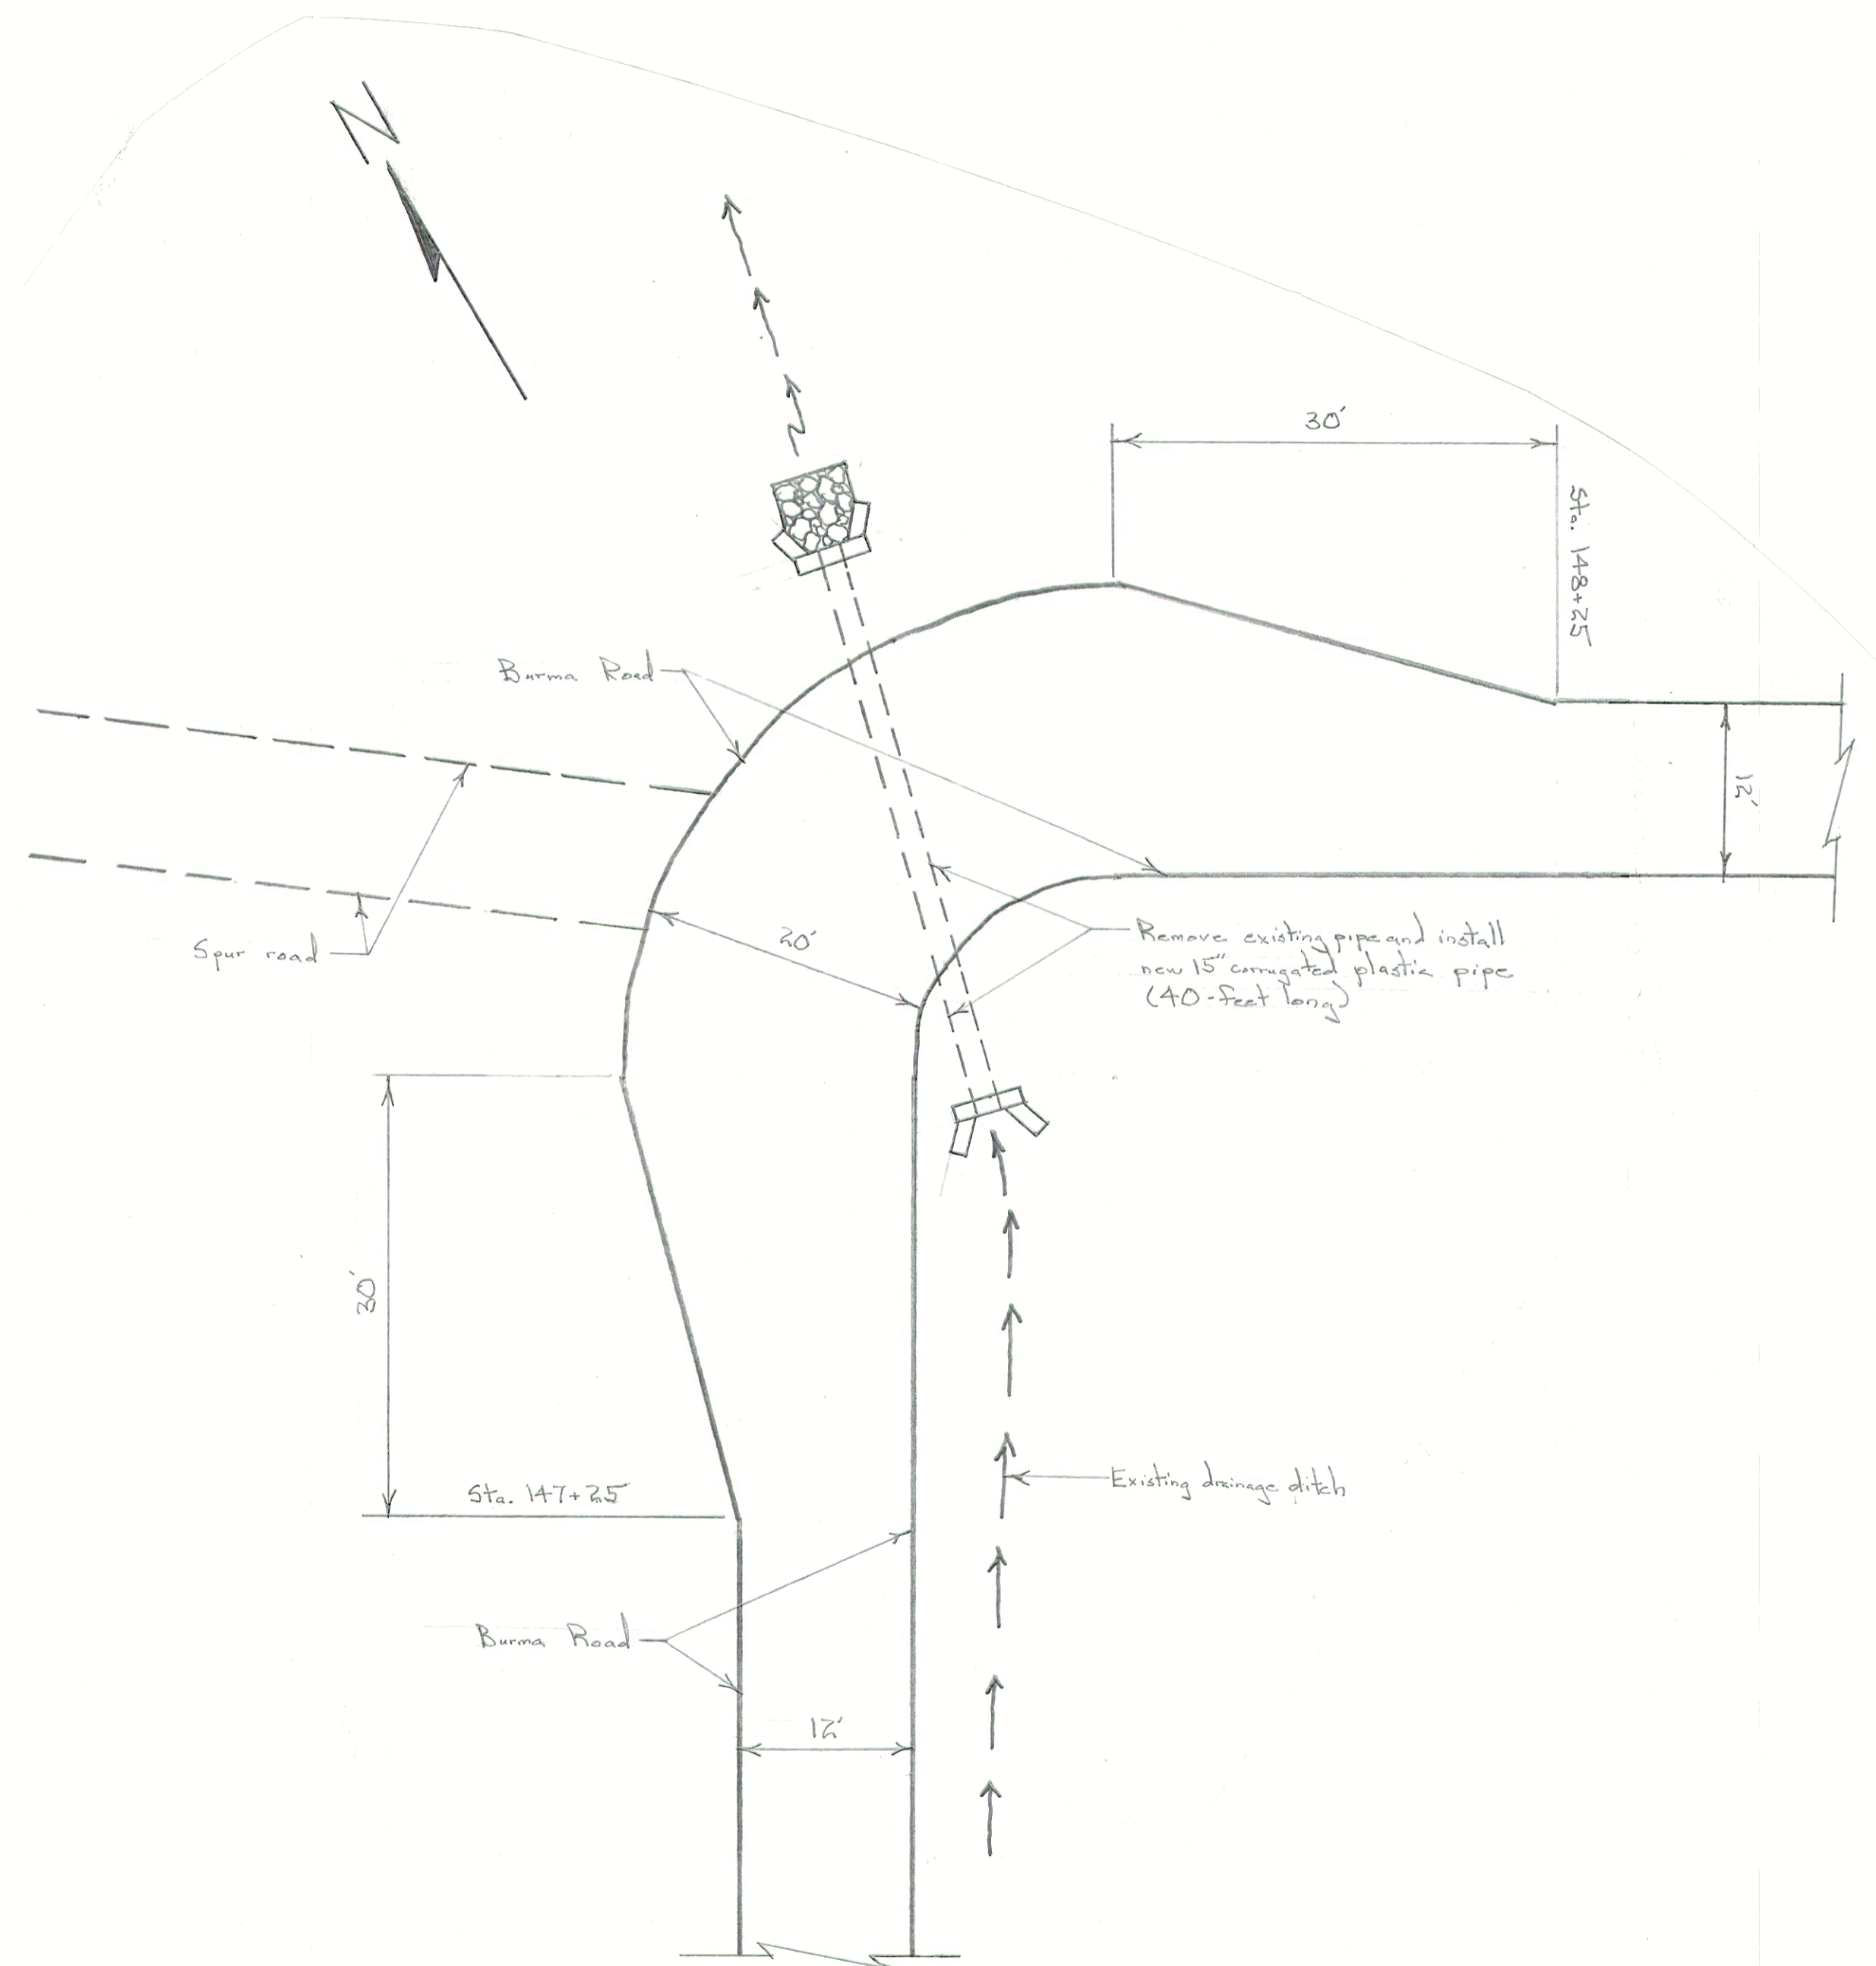 N
30'
Sta. 148+25
Burma Road
12'
20'
Remove existing pipe and install
new 15" corrugated plastic pipe
(40-feet long)
Spur road
30'
Sta. 147+25
Existing drainage ditch
Burma Road
12'